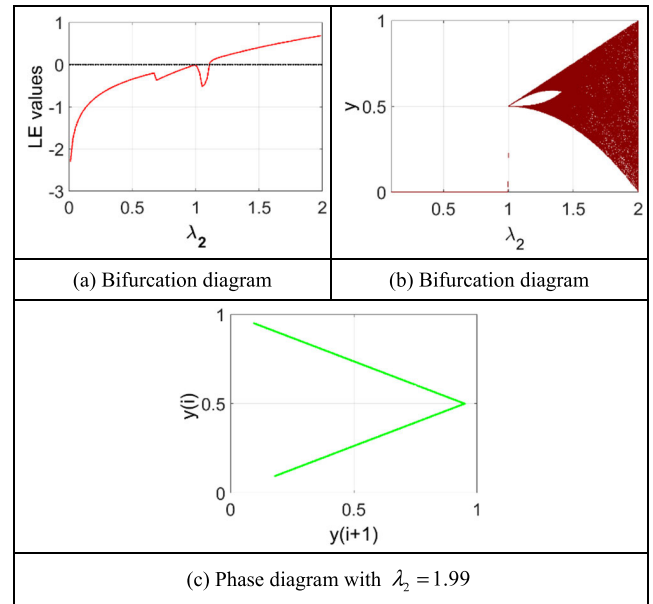 1
0
-1
-2
-3
LE values
0
0.5
1
1.5
2
λ₂
1
0.5
0
y
0.5
1
1.5
2
λ₂
(a) Bifurcation diagram
(b) Bifurcation diagram
1
0.5
0
y(i)
0
0.5
1
y(i+1)
(c) Phase diagram with λ₂ = 1.99